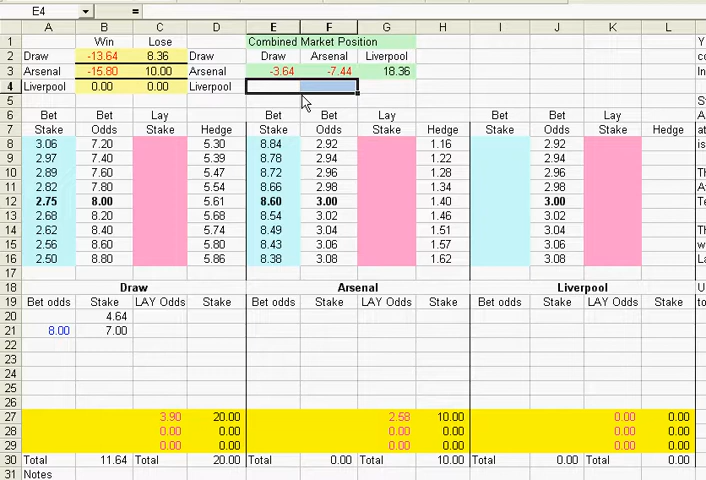 E4 =
A B C D E F G H I J K L
1 Win Lose Combined Market Position Y
2 Draw -13.64 8.36 Draw Draw Arsenal Liverpool co
3 Arsenal -15.80 10.00 Arsenal -3.64 -7.44 18.36 In
4 Liverpool 0.00 0.00 Liverpool
5 St
6 Bet Bet Lay Bet Bet Lay Bet Bet Lay A
7 Stake Odds Stake Hedge Stake Odds Stake Hedge Stake Odds Stake Hedge at
8 3.06 7.20 5.30 8.84 2.92 1.16 2.92 is
9 2.97 7.40 5.39 8.78 2.94 1.22 2.94
10 2.89 7.60 5.47 8.72 2.96 1.28 2.96 Th
11 2.82 7.80 5.54 8.66 2.98 1.34 2.98 At
12 2.75 8.00 5.61 8.60 3.00 1.40 3.00 Te
13 2.68 8.20 5.68 8.54 3.02 1.46 3.02
14 2.62 8.40 5.74 8.49 3.04 1.51 3.04 Th
15 2.56 8.60 5.80 8.43 3.06 1.57 3.06 w
16 2.50 8.80 5.86 8.38 3.08 1.62 3.08 La
17
18 Draw Arsenal Liverpool U
19 Bet odds Stake LAY Odds Stake Bet odds Stake LAY Odds Stake Bet odds Stake LAY Odds Stake to
20 4.64
21 8.00 7.00
22
23
24
25
26
27 3.90 20.00 2.58 10.00 0.00 0.00
28 0.00 0.00 0.00 0.00 0.00 0.00
29 0.00 0.00 0.00 0.00 0.00 0.00
30 Total 11.64 Total 20.00 Total 0.00 Total 10.00 Total 0.00 Total 0.00
31 Notes